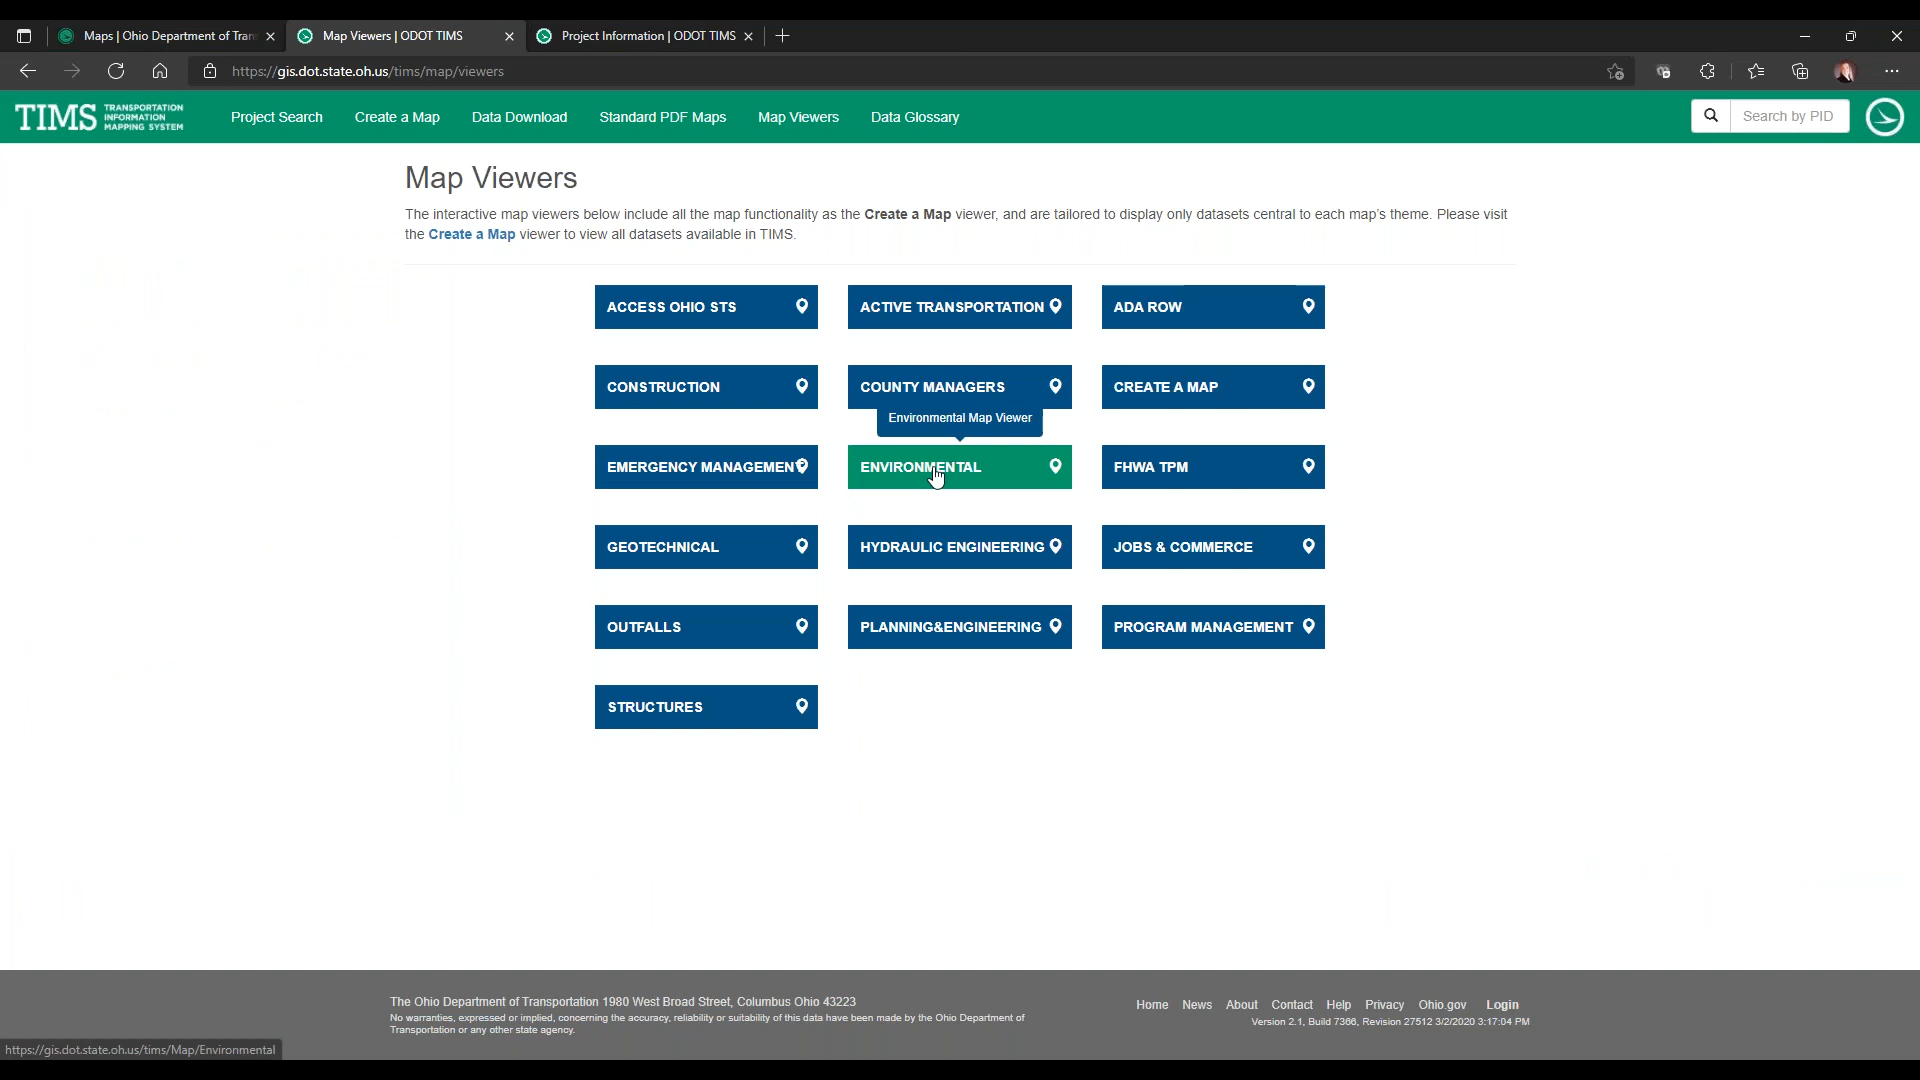 Maps | Ohio Department of Tran
Map Viewers | ODOT TIMS
Project Information | ODOT TIMS
https://gis.dot.state.oh.us/tims/map/viewers
TIMS TRANSPORTATION INFORMATION MAPPING SYSTEM
Project Search
Create a Map
Data Download
Standard PDF Maps
Map Viewers
Data Glossary
Search by PID
Map Viewers
The interactive map viewers below include all the map functionality as the Create a Map viewer, and are tailored to display only datasets central to each map's theme. Please visit
the Create a Map viewer to view all datasets available in TIMS.
ACCESS OHIO STS
ACTIVE TRANSPORTATION
ADA ROW
CONSTRUCTION
COUNTY MANAGERS
CREATE A MAP
Environmental Map Viewer
EMERGENCY MANAGEMENT
ENVIRONMENTAL
FHWA TPM
GEOTECHNICAL
HYDRAULIC ENGINEERING
JOBS & COMMERCE
OUTFALLS
PLANNING&ENGINEERING
PROGRAM MANAGEMENT
STRUCTURES
The Ohio Department of Transportation 1980 West Broad Street, Columbus Ohio 43223
No warranties, expressed or implied, concerning the accuracy, reliability or suitability of this data have been made by the Ohio Department of
Transportation or any other state agency.
Home News About Contact Help Privacy Ohio.gov Login
Version 2.1, Build 7366, Revision 27512 3/2/2020 3:17:04 PM
https://gis.dot.state.oh.us/tims/Map/Environmental